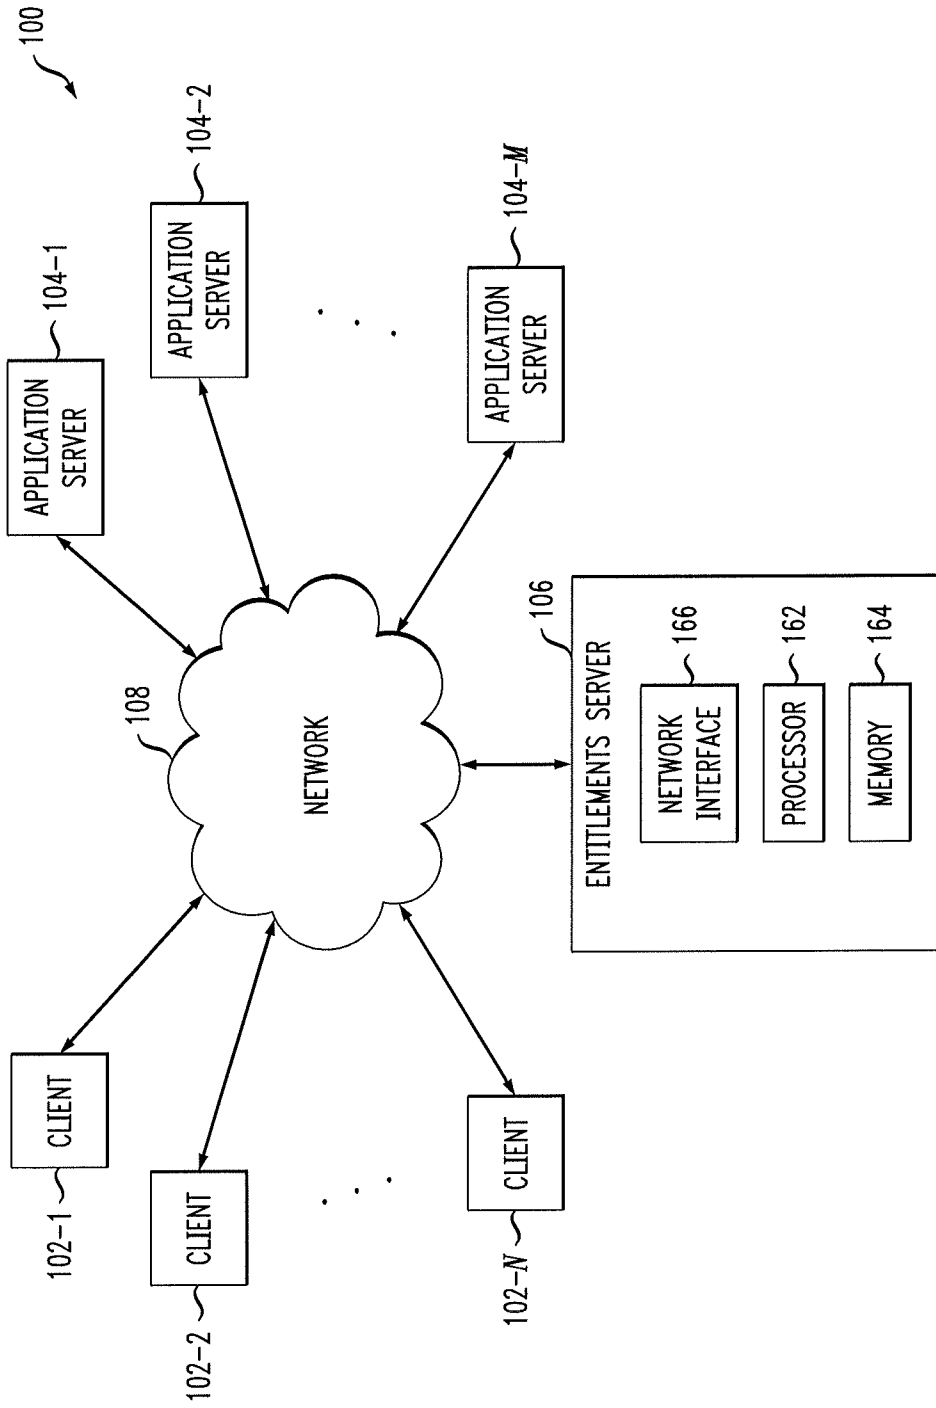 100
102-1
CLIENT
102-2
CLIENT
102-N
CLIENT
108
NETWORK
APPLICATION
SERVER
104-1
APPLICATION
SERVER
104-2
APPLICATION
SERVER
104-M
106
ENTITLEMENTS SERVER
NETWORK
INTERFACE
166
PROCESSOR
162
MEMORY
164